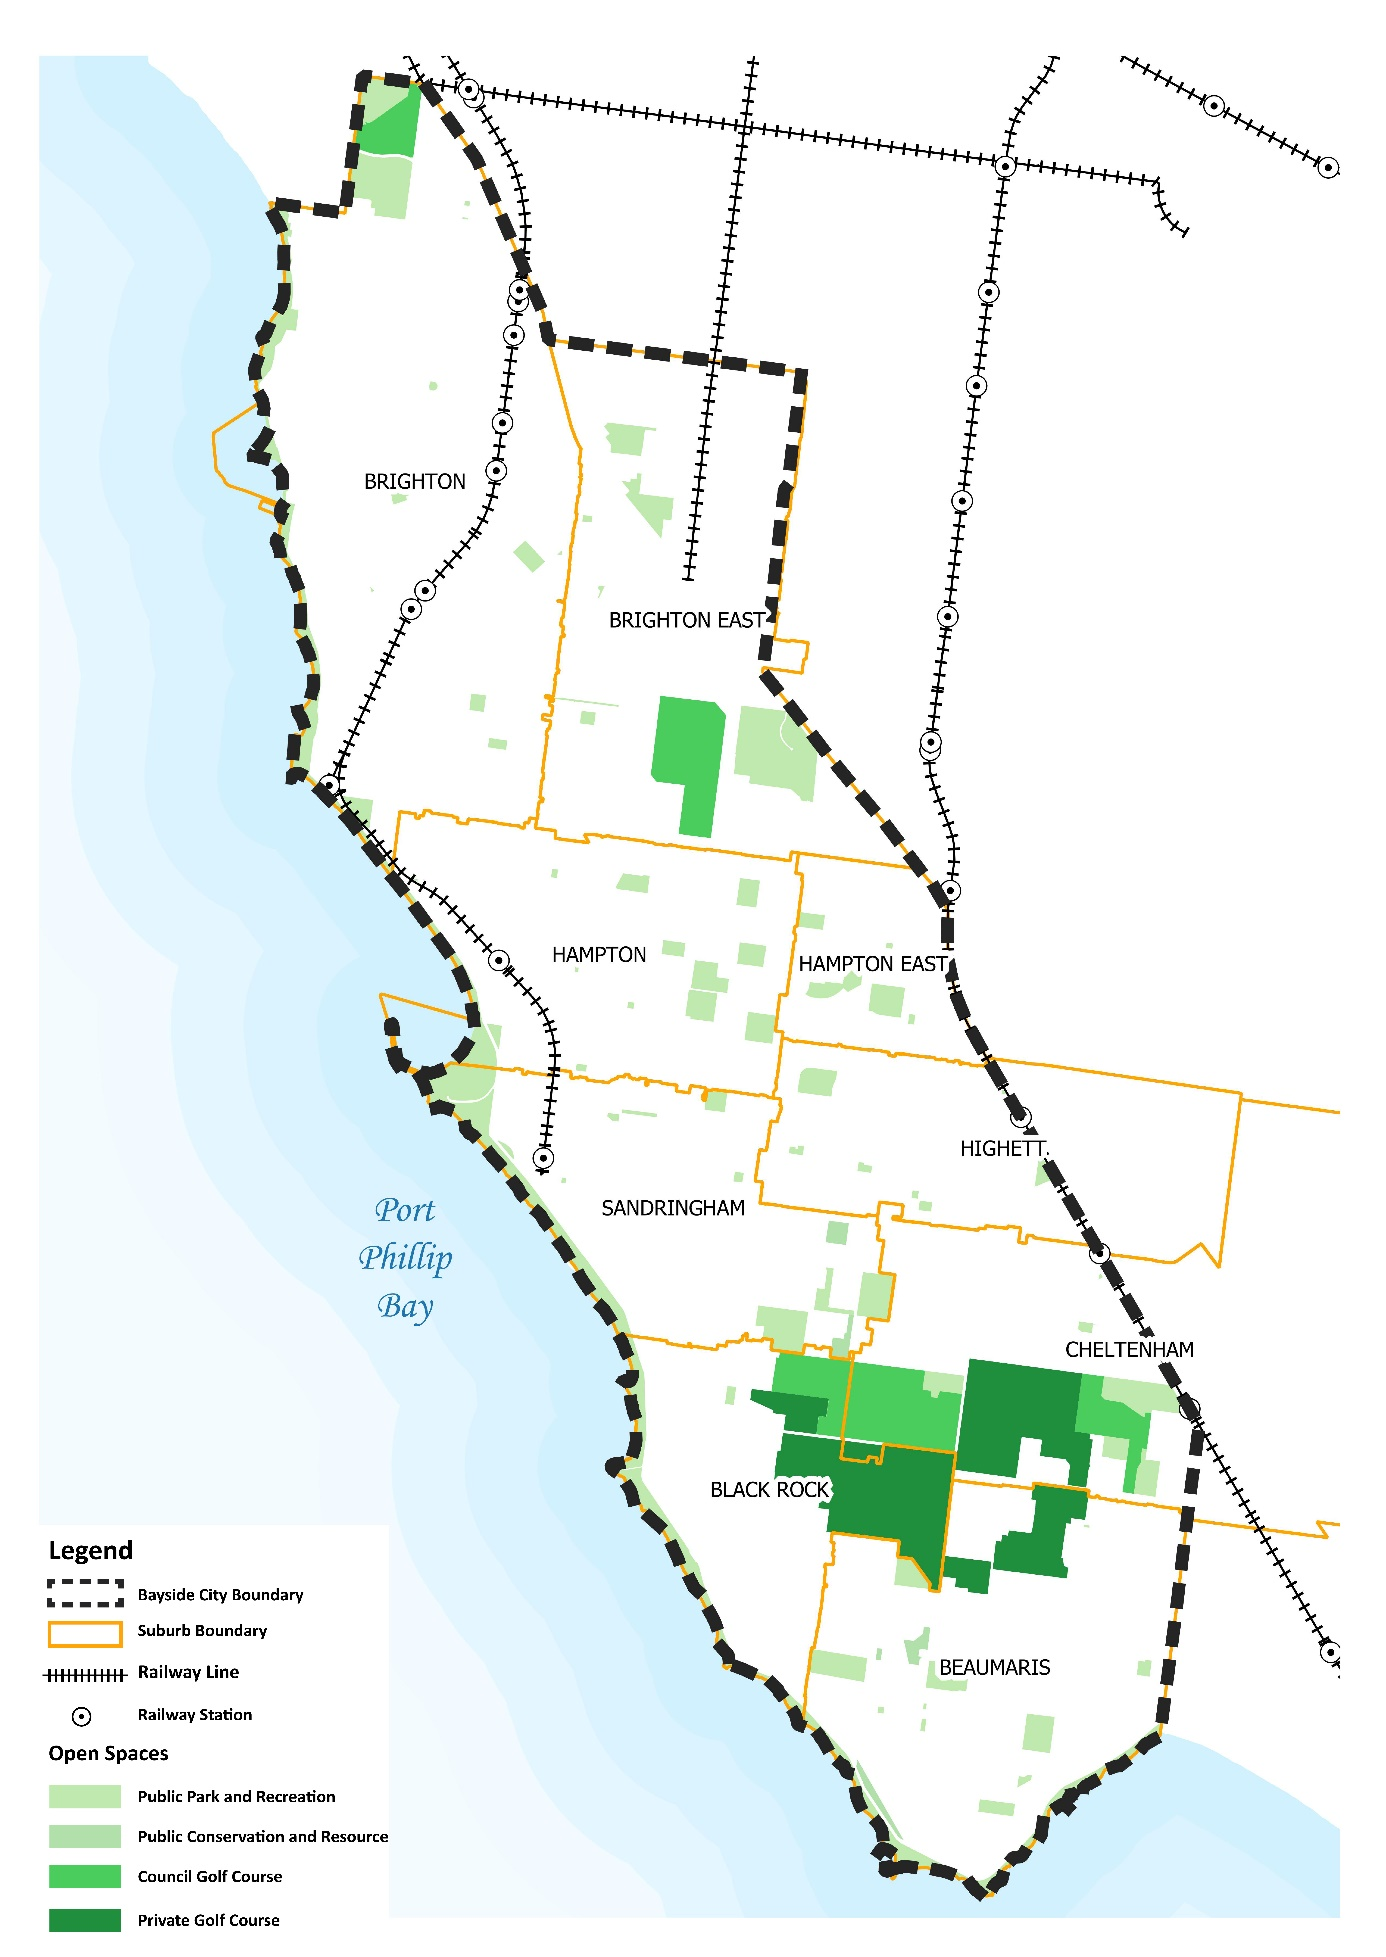 BRIGHTON
BRIGHTON EAST
HAMPTON
HAMPTON EAST
HIGHETT
SANDRINGHAM
Port
Phillip
Bay
CHELTENHAM
BLACK ROCK
BEAUMARIS
Legend
Bayside City Boundary
Suburb Boundary
Railway Line
Railway Station
Open Spaces
Public Park and Recreation
Public Conservation and Resource
Council Golf Course
Private Golf Course